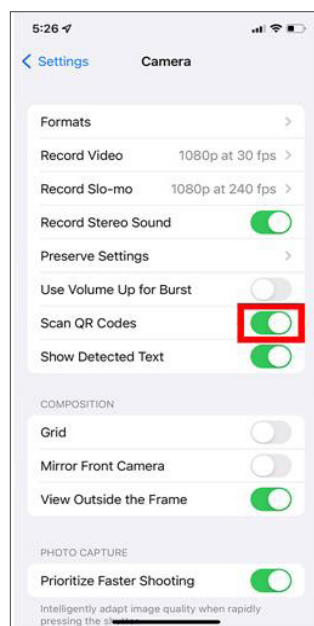 5:26
Settings
Camera
Formats
Record Video 1080p at 30 fps
Record Slo-mo 1080p at 240 fps
Record Stereo Sound
Preserve Settings
Use Volume Up for Burst
Scan QR Codes
Show Detected Text
COMPOSITION
Grid
Mirror Front Camera
View Outside the Frame
PHOTO CAPTURE
Prioritize Faster Shooting
Intelligently adapt image quality when rapidly
pressing the